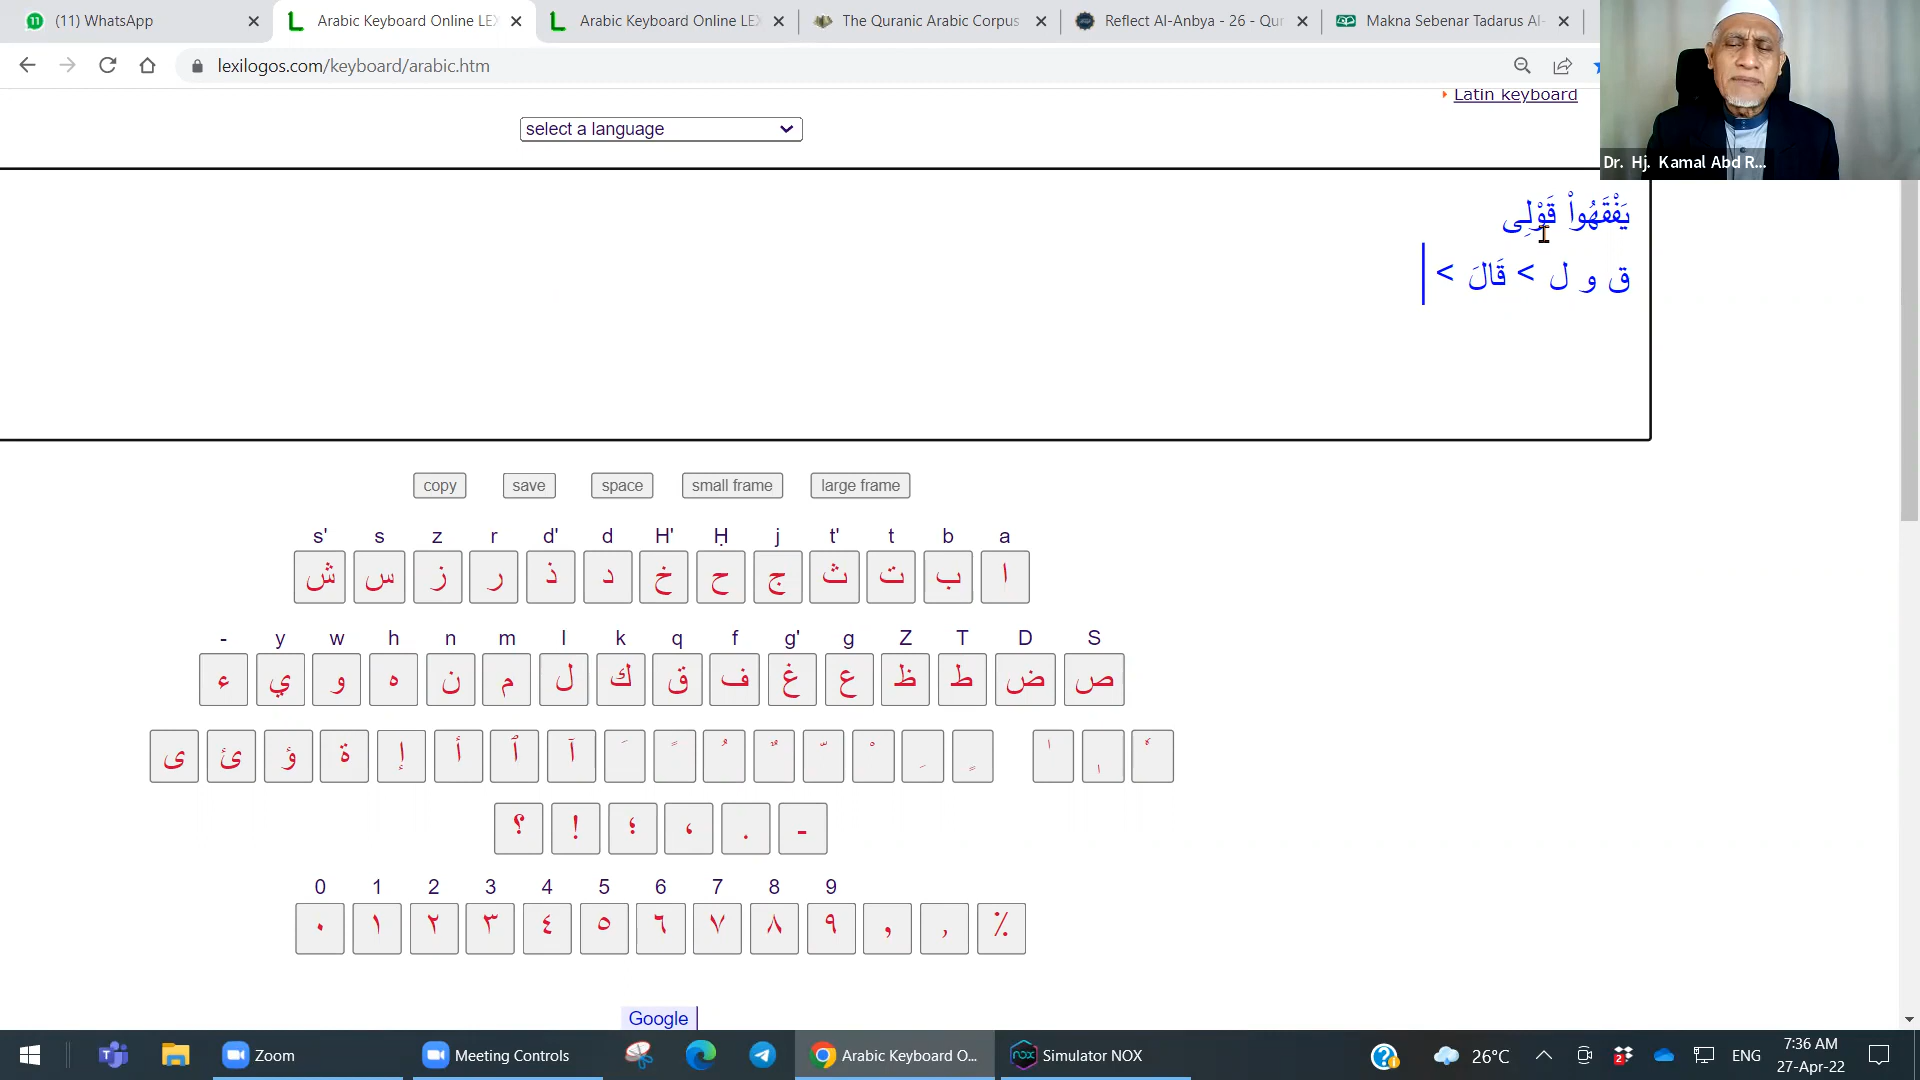 (11) WhatsApp
Arabic Keyboard Online LEX
Arabic Keyboard Online LEX
The Quranic Arabic Corpus
Reflect Al-Anbya - 26 - Qur
Makna Sebenar Tadarus Al-
lexilogos.com/keyboard/arabic.htm
Latin keyboard
select a language
Dr. Hj. Kamal Abd R...
يَفْقَهُواْ قَوْلِى
ق و ل > قَالَ >
copy save space small frame large frame
s' s z r d' d H' Ḥ j t' t b a
ش س ز ر ذ د خ ح ج ث ت ب ا
- y w h n m l k q f g' g Z T D S
ء ي و ه ن م ل ك ق ف غ ع ظ ط ض ص
ى ئ ؤ ة إ أ ٱ آ َ ً ُ ٌ ّ ْ ِ ٍ ٰ ٖ ٗ
؟ ! ؛ ، . -
0 1 2 3 4 5 6 7 8 9
٠ ١ ٢ ٣ ٤ ٥ ٦ ٧ ٨ ٩ , , ٪
Google
Zoom
Meeting Controls
Arabic Keyboard O...
Simulator NOX
26°C
ENG
7:36 AM
27-Apr-22